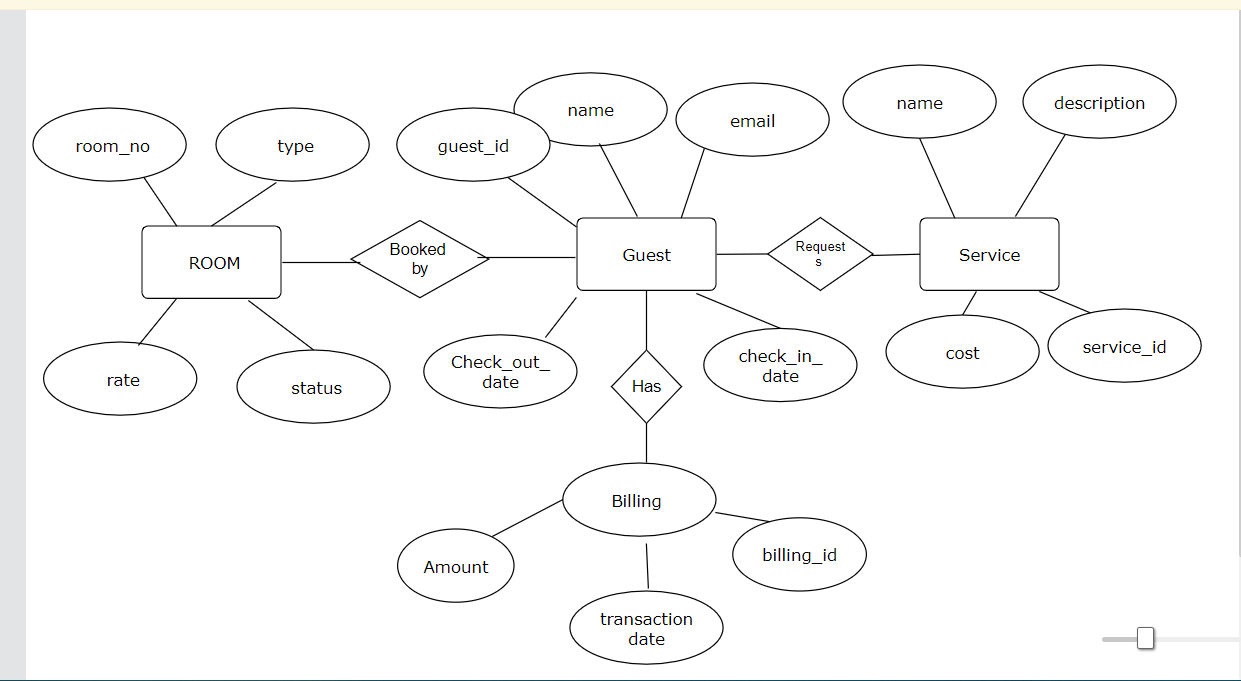 name
description
name
email
room_no
type
guest_id
Booked
by
Request
s
ROOM
Guest
Service
Check_out_
date
check_in_
date
cost
service_id
rate
status
Has
Billing
Amount
billing_id
transaction
date